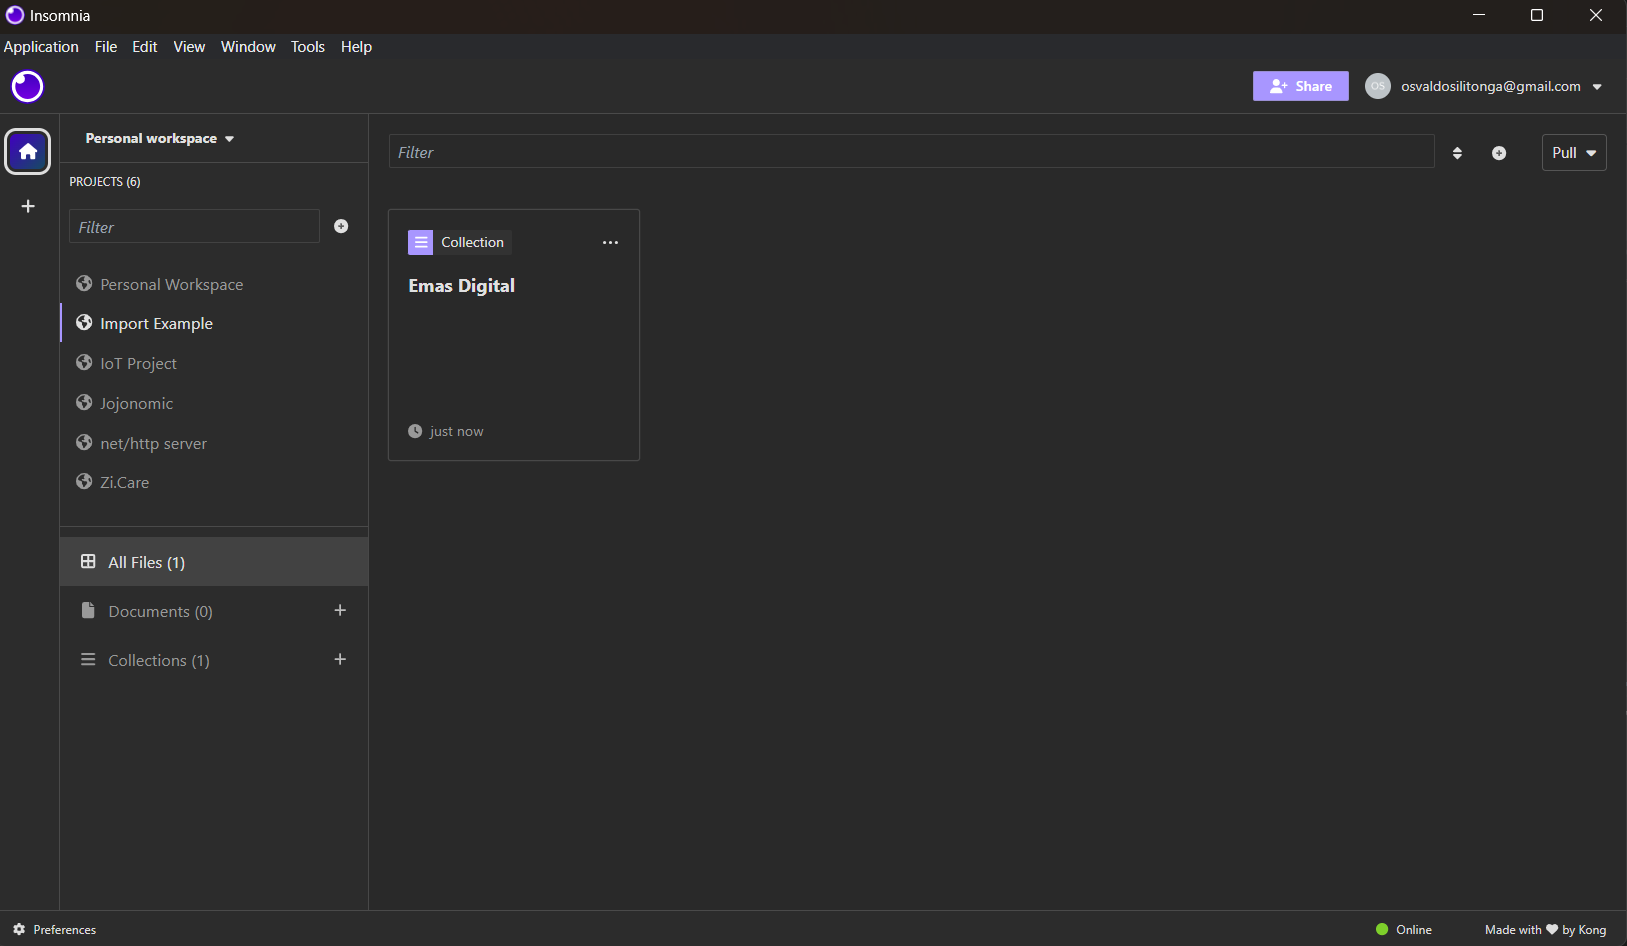 Insomnia
Application File Edit View Window Tools Help
Share
OS
osvaldosilitonga@gmail.com
Personal workspace
PROJECTS (6)
Filter
Personal Workspace
Import Example
IoT Project
Jojonomic
net/http server
Zi.Care
All Files (1)
Documents (0)
Collections (1)
Filter
Pull
Collection
Emas Digital
just now
Preferences
Online
Made with ♥ by Kong